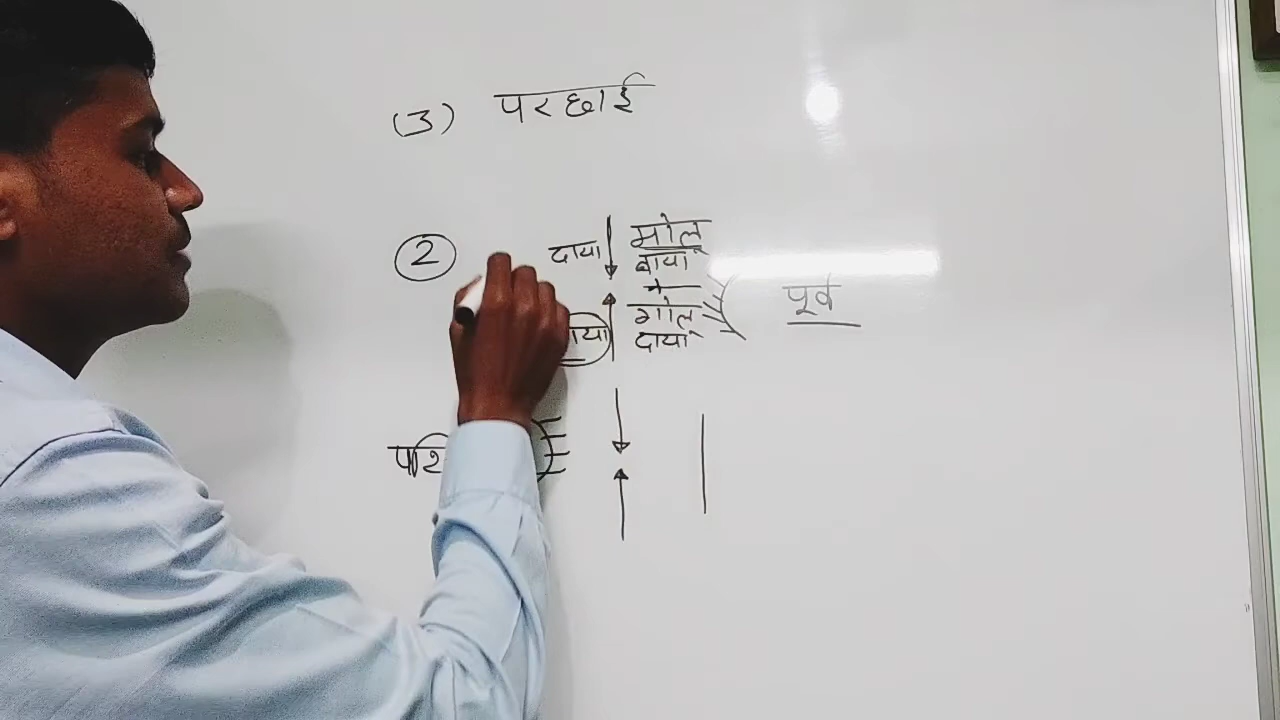 (3) परछाई
2
दाया मोलू
बाया
गोलू
दाया
पूर्व